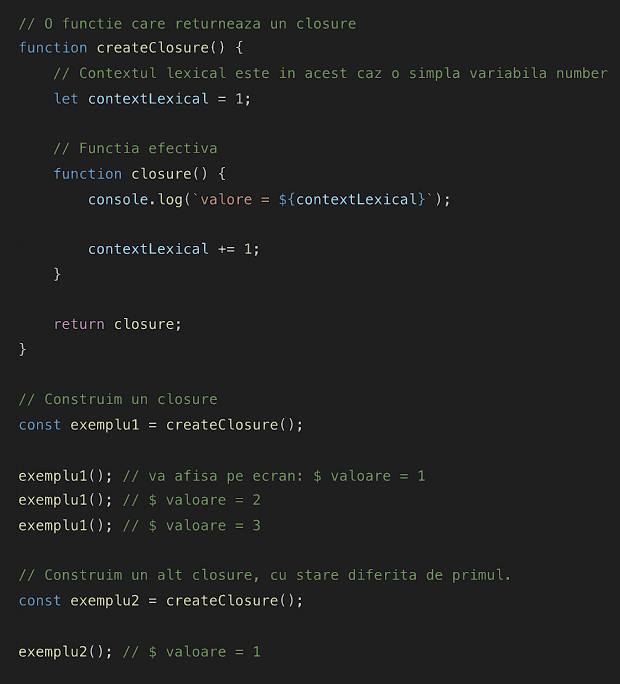 // O functie care returneaza un closure
function createClosure() {
    // Contextul lexical este in acest caz o simpla variabila number
    let contextLexical = 1;

    // Functia efectiva
    function closure() {
        console.log(`valore = ${contextLexical}`);

        contextLexical += 1;
    }

    return closure;
}

// Construim un closure
const exemplu1 = createClosure();

exemplu1(); // va afisa pe ecran: $ valoare = 1
exemplu1(); // $ valoare = 2
exemplu1(); // $ valoare = 3

// Construim un alt closure, cu stare diferita de primul.
const exemplu2 = createClosure();

exemplu2(); // $ valoare = 1